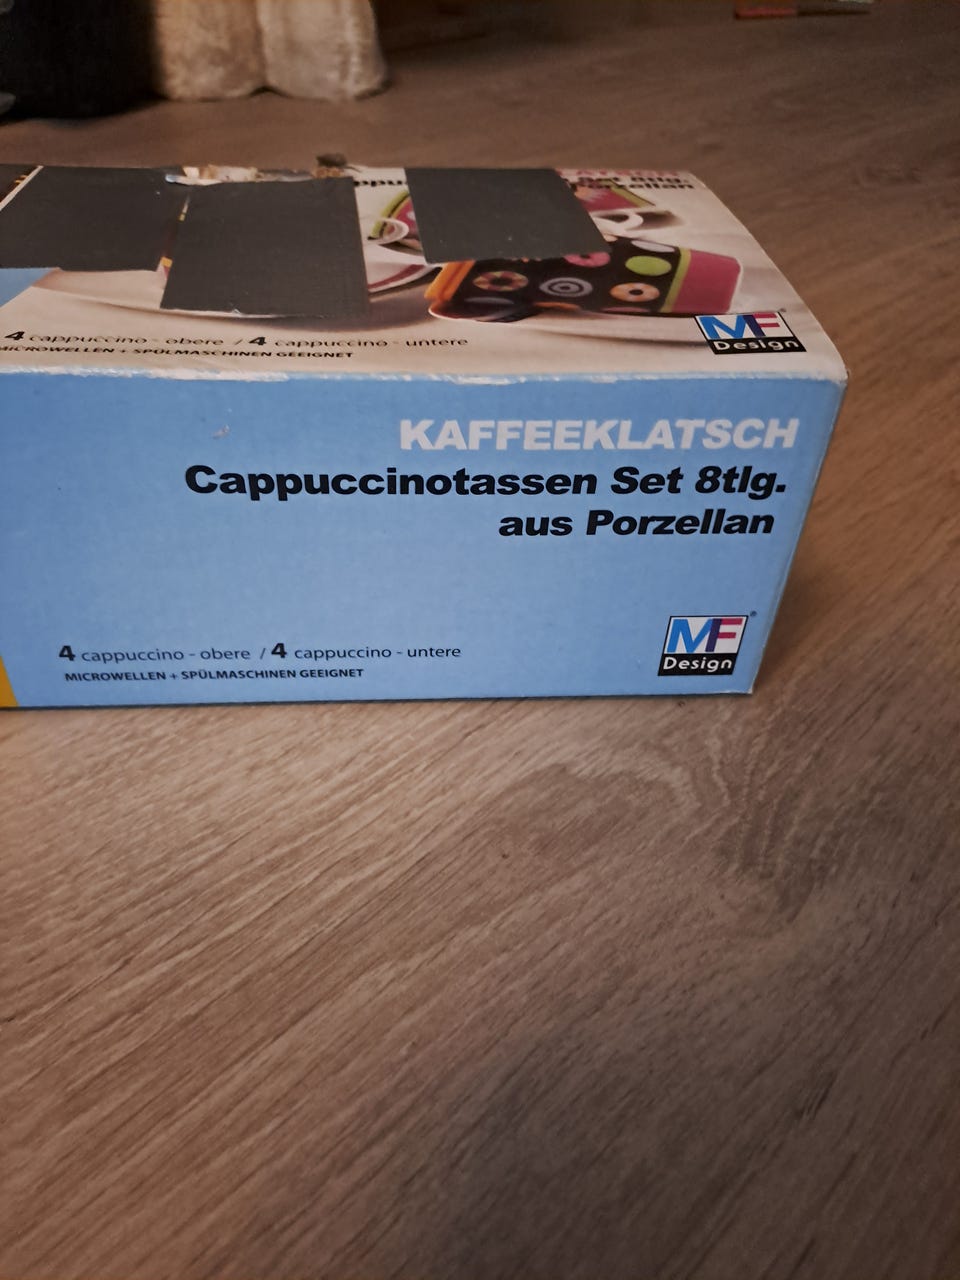 Porzellan
4 cappuccino - obere / 4 cappuccino - untere
MICROWELLEN + SPÜLMASCHINEN GEEIGNET
MF®
Design
KAFFEEKLATSCH
Cappuccinotassen Set 8tlg.
aus Porzellan
4 cappuccino - obere / 4 cappuccino - untere
MICROWELLEN + SPÜLMASCHINEN GEEIGNET
MF®
Design